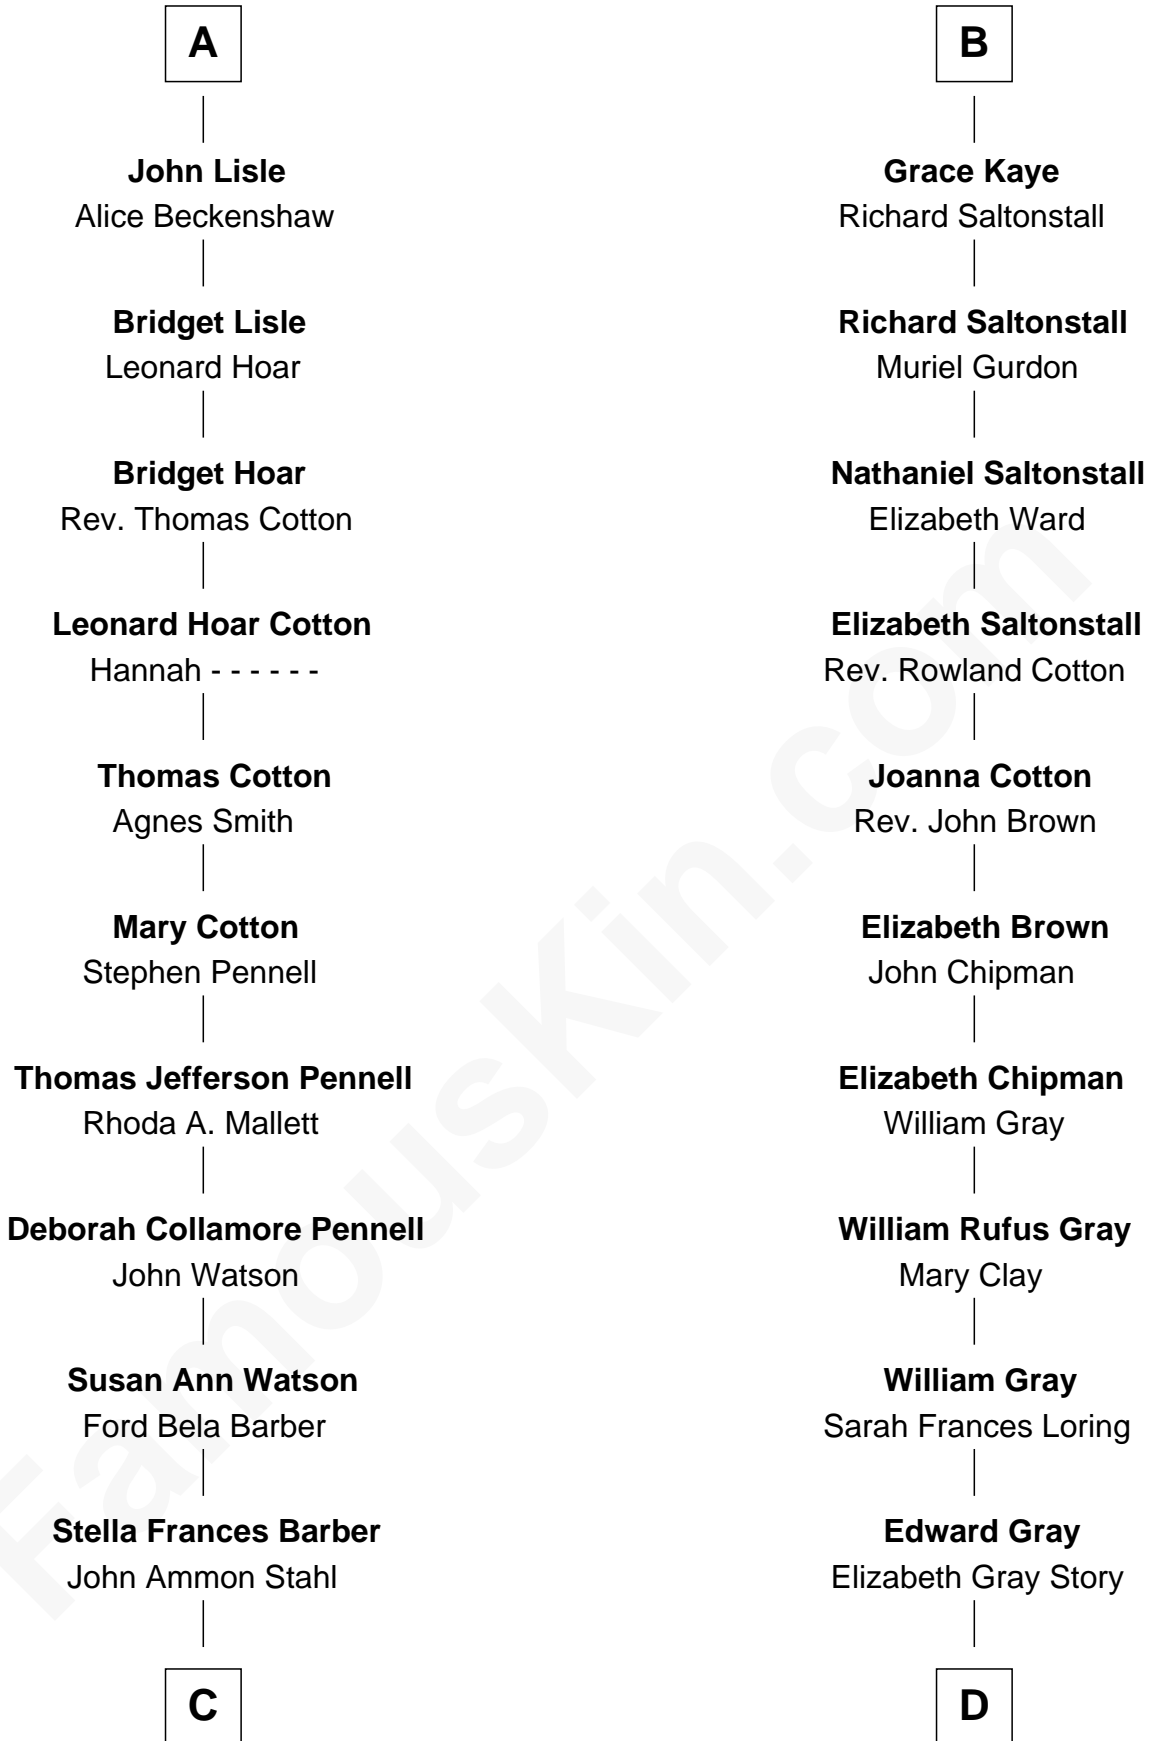 A
John Lisle
Alice Beckenshaw
Bridget Lisle
Leonard Hoar
Bridget Hoar
Rev. Thomas Cotton
Leonard Hoar Cotton
Hannah - - - - - -
Thomas Cotton
Agnes Smith
Mary Cotton
Stephen Pennell
Thomas Jefferson Pennell
Rhoda A. Mallett
Deborah Collamore Pennell
John Watson
Susan Ann Watson
Ford Bela Barber
Stella Frances Barber
John Ammon Stahl
C
B
Grace Kaye
Richard Saltonstall
Richard Saltonstall
Muriel Gurdon
Nathaniel Saltonstall
Elizabeth Ward
Elizabeth Saltonstall
Rev. Rowland Cotton
Joanna Cotton
Rev. John Brown
Elizabeth Brown
John Chipman
Elizabeth Chipman
William Gray
William Rufus Gray
Mary Clay
William Gray
Sarah Frances Loring
Edward Gray
Elizabeth Gray Story
D
FamousKin.com